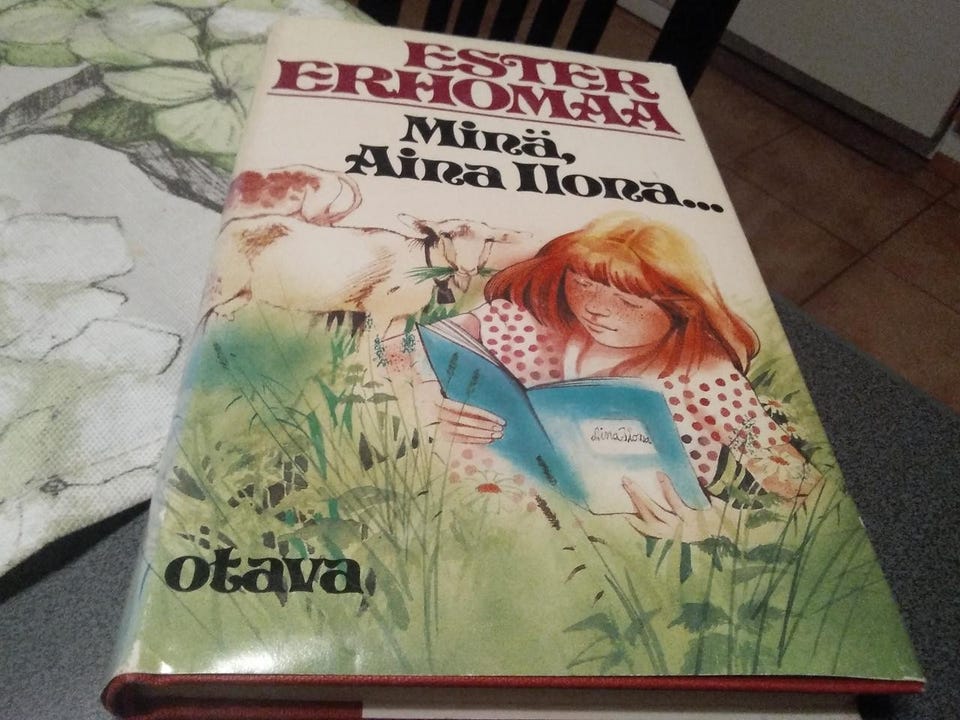 ESTER
ERHOMAA
Minä,
Aina Ilona...
Aina Ilona
otava